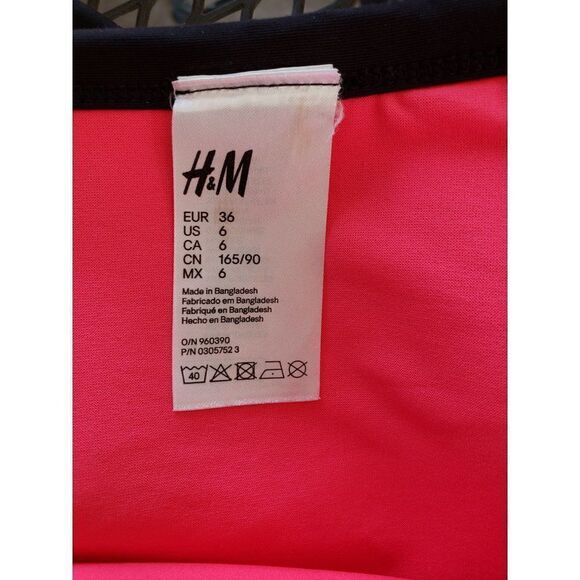 H&M
EUR 36
US 6
CA 6
CN 165/90
MX 6
Made in Bangladesh
Fabricado em Bangladesh
Fabriqué en Bangladesh
Hecho en Bangladesh
O/N 960390
P/N 0305752 3
40